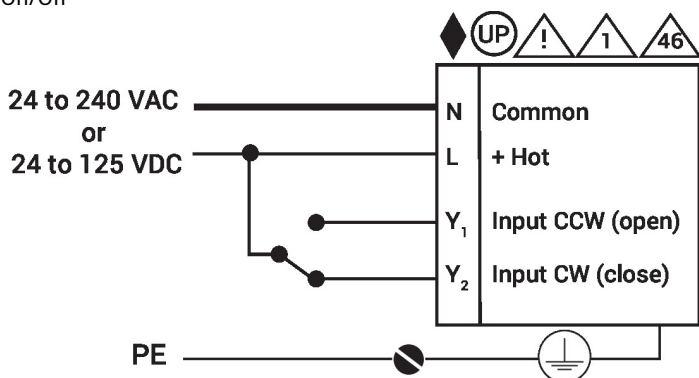 On/Off
UP ! 1 46
24 to 240 VAC
or
24 to 125 VDC
N Common
L + Hot
Y1 Input CCW (open)
Y2 Input CW (close)
PE